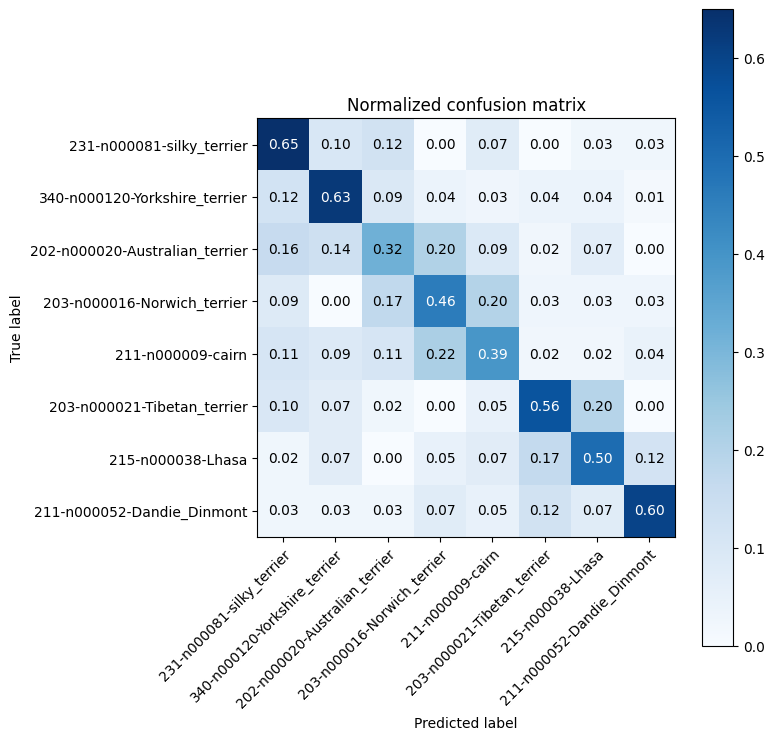 Normalized confusion matrix
True label
231-n000081-silky_terrier 0.65 0.10 0.12 0.00 0.07 0.00 0.03 0.03
340-n000120-Yorkshire_terrier 0.12 0.63 0.09 0.04 0.03 0.04 0.04 0.01
202-n000020-Australian_terrier 0.16 0.14 0.32 0.20 0.09 0.02 0.07 0.00
203-n000016-Norwich_terrier 0.09 0.00 0.17 0.46 0.20 0.03 0.03 0.03
211-n000009-cairn 0.11 0.09 0.11 0.22 0.39 0.02 0.02 0.04
203-n000021-Tibetan_terrier 0.10 0.07 0.02 0.00 0.05 0.56 0.20 0.00
215-n000038-Lhasa 0.02 0.07 0.00 0.05 0.07 0.17 0.50 0.12
211-n000052-Dandie_Dinmont 0.03 0.03 0.03 0.07 0.05 0.12 0.07 0.60
231-n000081-silky_terrier
340-n000120-Yorkshire_terrier
202-n000020-Australian_terrier
203-n000016-Norwich_terrier
211-n000009-cairn
203-n000021-Tibetan_terrier
215-n000038-Lhasa
211-n000052-Dandie_Dinmont
Predicted label
0.6
0.5
0.4
0.3
0.2
0.1
0.0